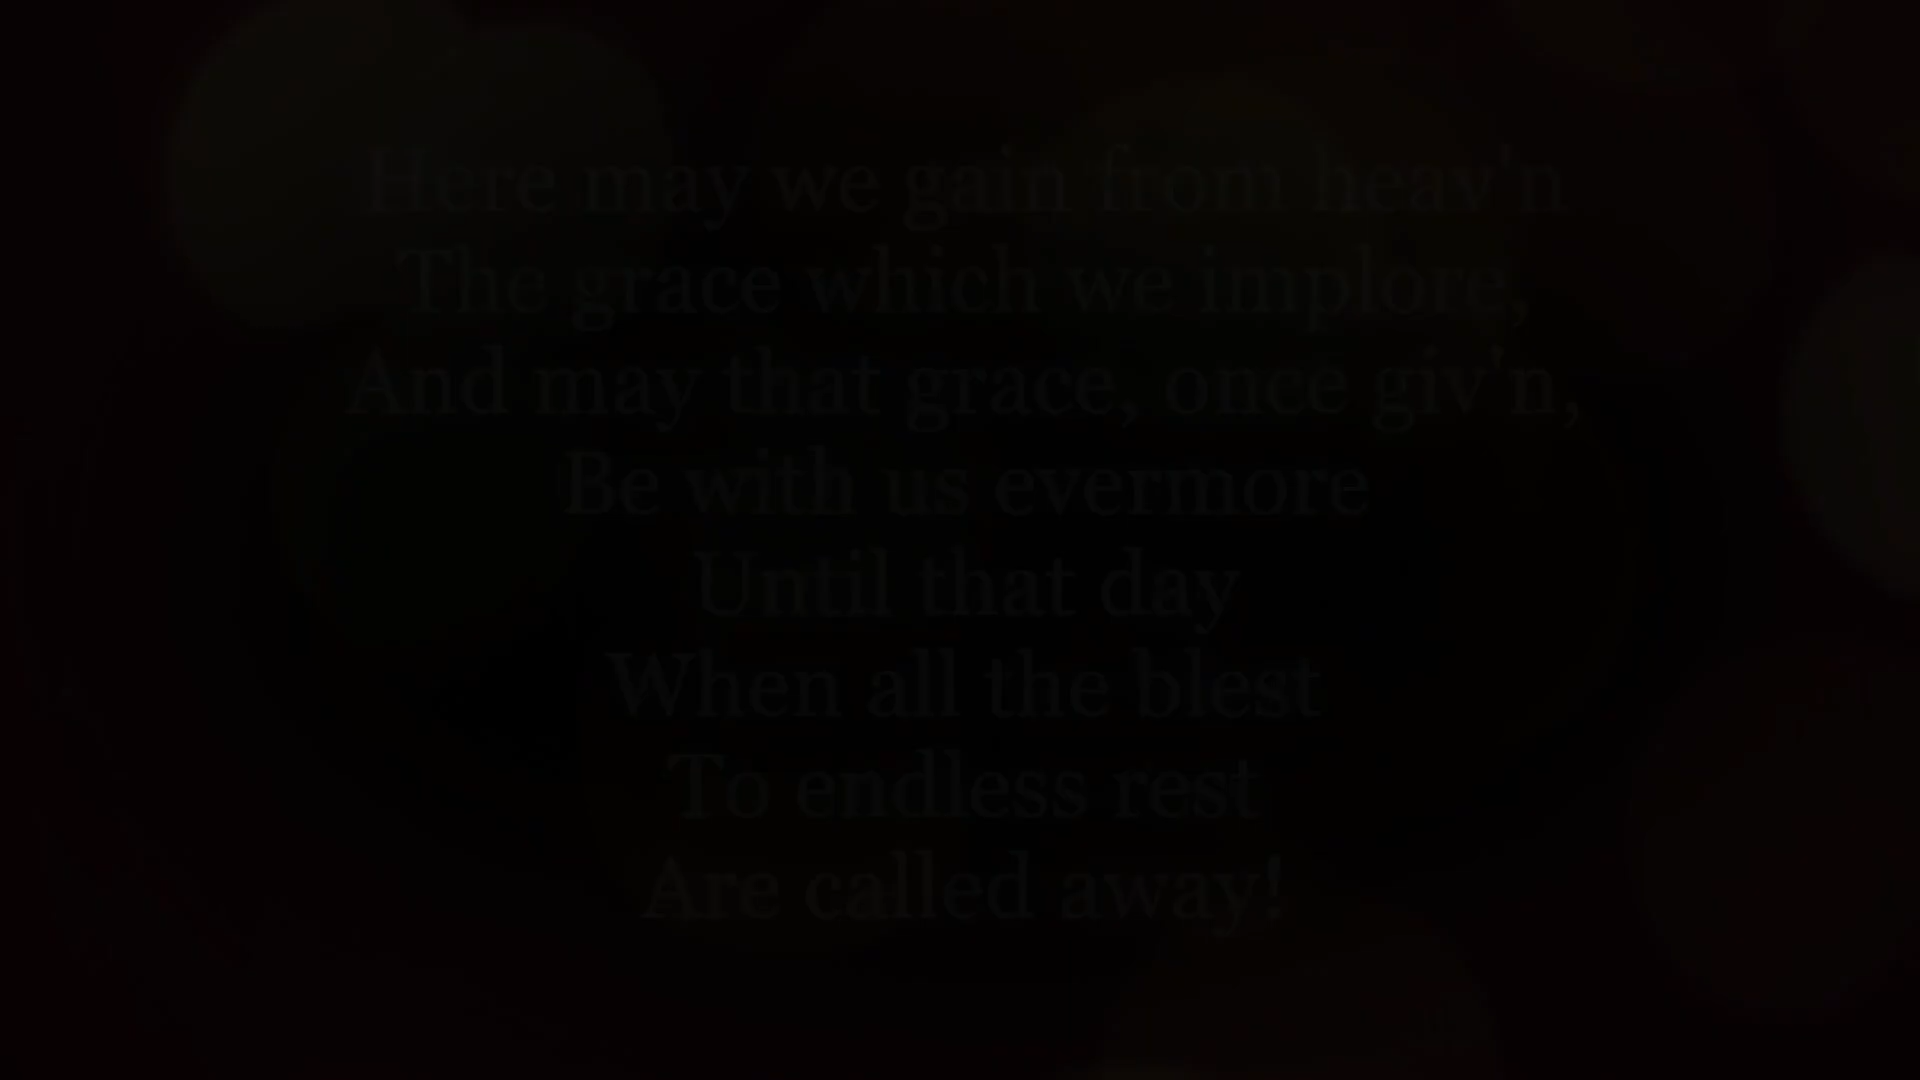 Here may we gain from heav'n
The grace which we implore,
And may that grace, once giv'n,
Be with us evermore
Until that day
When all the blest
To endless rest
Are called away!